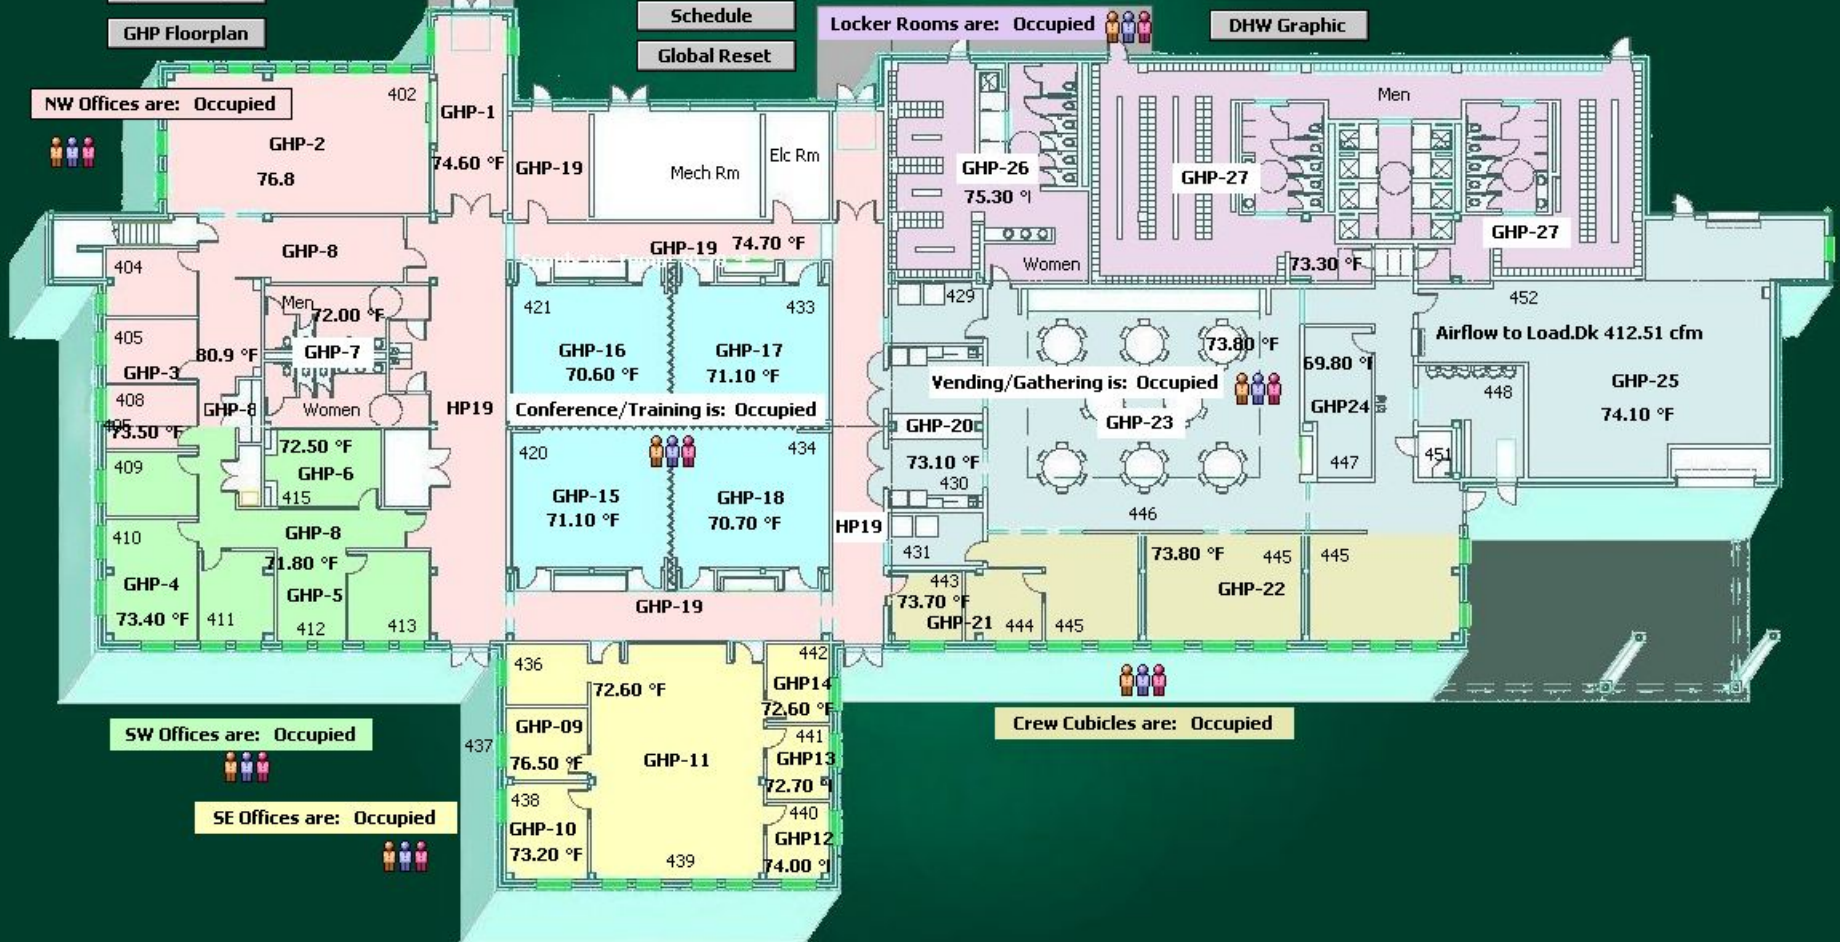 Schedule
Locker Rooms are: Occupied
DHW Graphic
GHP Floorplan
Global Reset
NW Offices are: Occupied
402
GHP-1
GHP-2
76.8
74.60 °F
GHP-19
Mech Rm
Elc Rm
GHP-26
75.30 °
Women
Men
GHP-27
GHP-27
73.30 °F
GHP-8
GHP-19
74.70 °F
404
405
GHP-3
408
73.50 °F
80.9 °F
GHP-8
Men
72.00 °F
GHP-7
Women
HP19
421
GHP-16
70.60 °F
433
GHP-17
71.10 °F
Conference/Training is: Occupied
420
GHP-15
71.10 °F
434
GHP-18
70.70 °F
HP19
GHP-19
429
GHP-20
73.10 °F
430
431
73.80 °F
Vending/Gathering is: Occupied
GHP-23
446
69.80 °F
GHP24
447
452
Airflow to Load.Dk 412.51 cfm
GHP-25
74.10 °F
448
451
72.50 °F
GHP-6
415
409
410
GHP-4
73.40 °F
411
GHP-8
71.80 °F
GHP-5
412
413
443
73.70 °F
GHP-21
444
445
73.80 °F
445
GHP-22
445
436
72.60 °F
GHP-09
76.50 °F
437
438
GHP-10
73.20 °F
GHP-11
439
442
GHP14
72.60 °F
441
GHP13
72.70 °
440
GHP12
74.00 °
SW Offices are: Occupied
SE Offices are: Occupied
Crew Cubicles are: Occupied